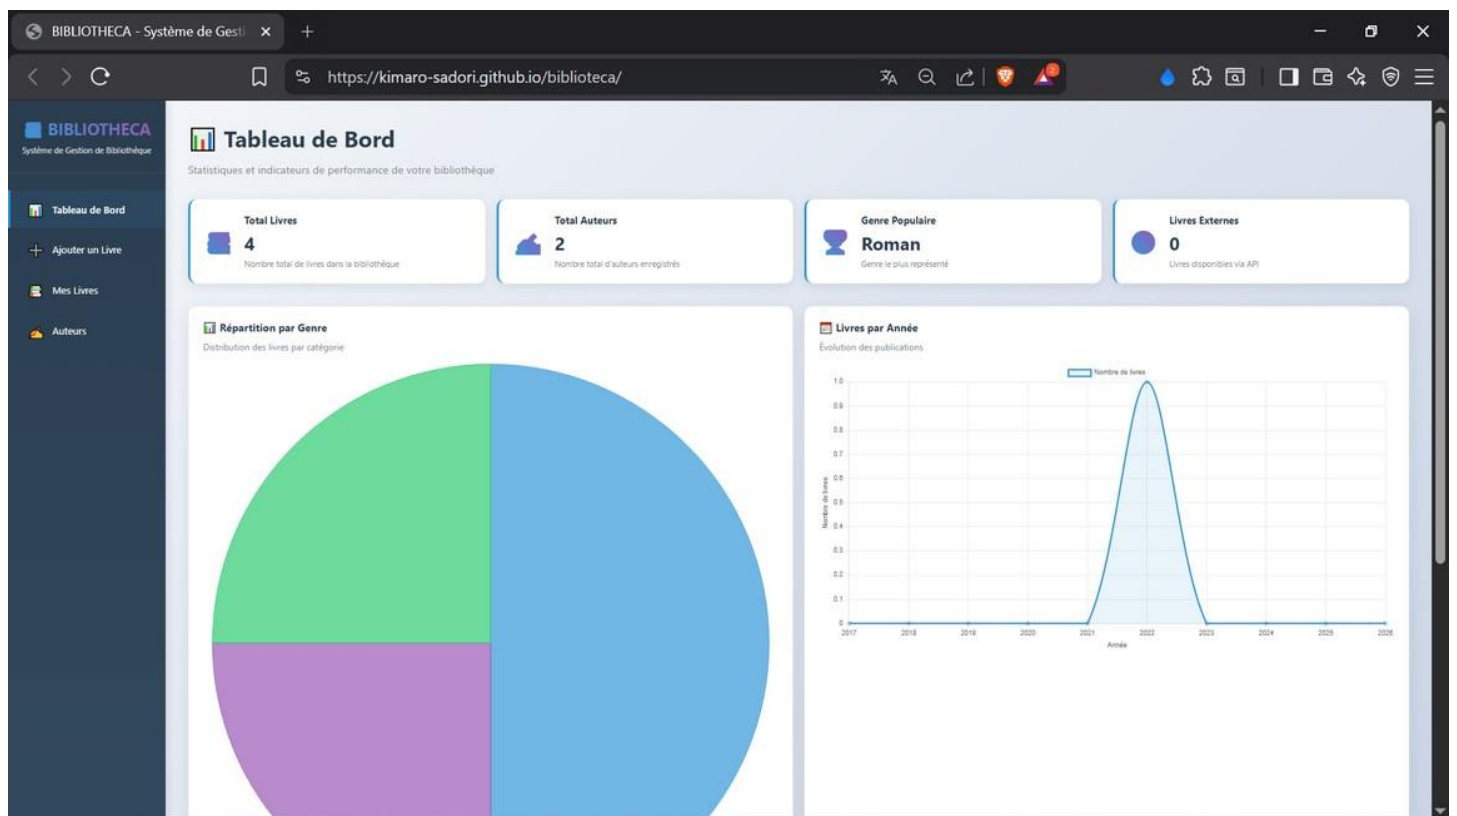 BIBLIOTHECA - Système de Gesti
https://kimaro-sadori.github.io/biblioteca/
2
BIBLIOTHECA
Système de Gestion de Bibliothèque
Tableau de Bord
Ajouter un Livre
Mes Livres
Auteurs
Tableau de Bord
Statistiques et indicateurs de performance de votre bibliothèque
Total Livres
4
Nombre total de livres dans la bibliothèque
Total Auteurs
2
Nombre total d'auteurs enregistrés
Genre Populaire
Roman
Genre le plus représenté
Livres Externes
0
Livres disponibles via API
Répartition par Genre
Distribution des livres par catégorie
Livres par Année
Évolution des publications
Nombre de livres
1.0
0.9
0.8
0.7
0.6
0.5
0.4
0.3
0.2
0.1
0
Nombre de livres
2017 2018 2019 2020 2021 2022 2023 2024 2025 2026
Année